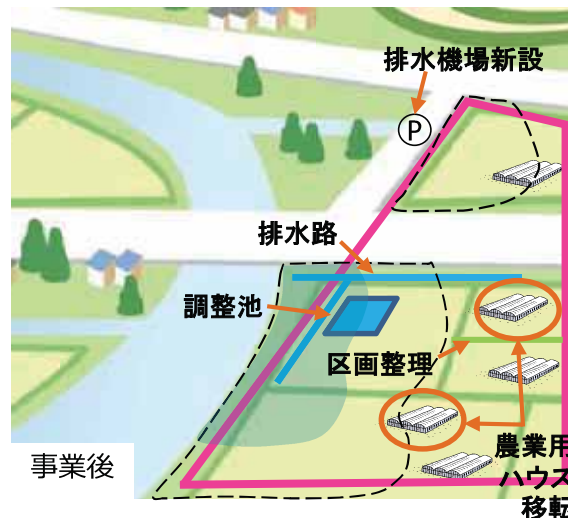 排水機場新設
P
排水路
調整池
区画整理
農業用
ハウス
移転
事業後